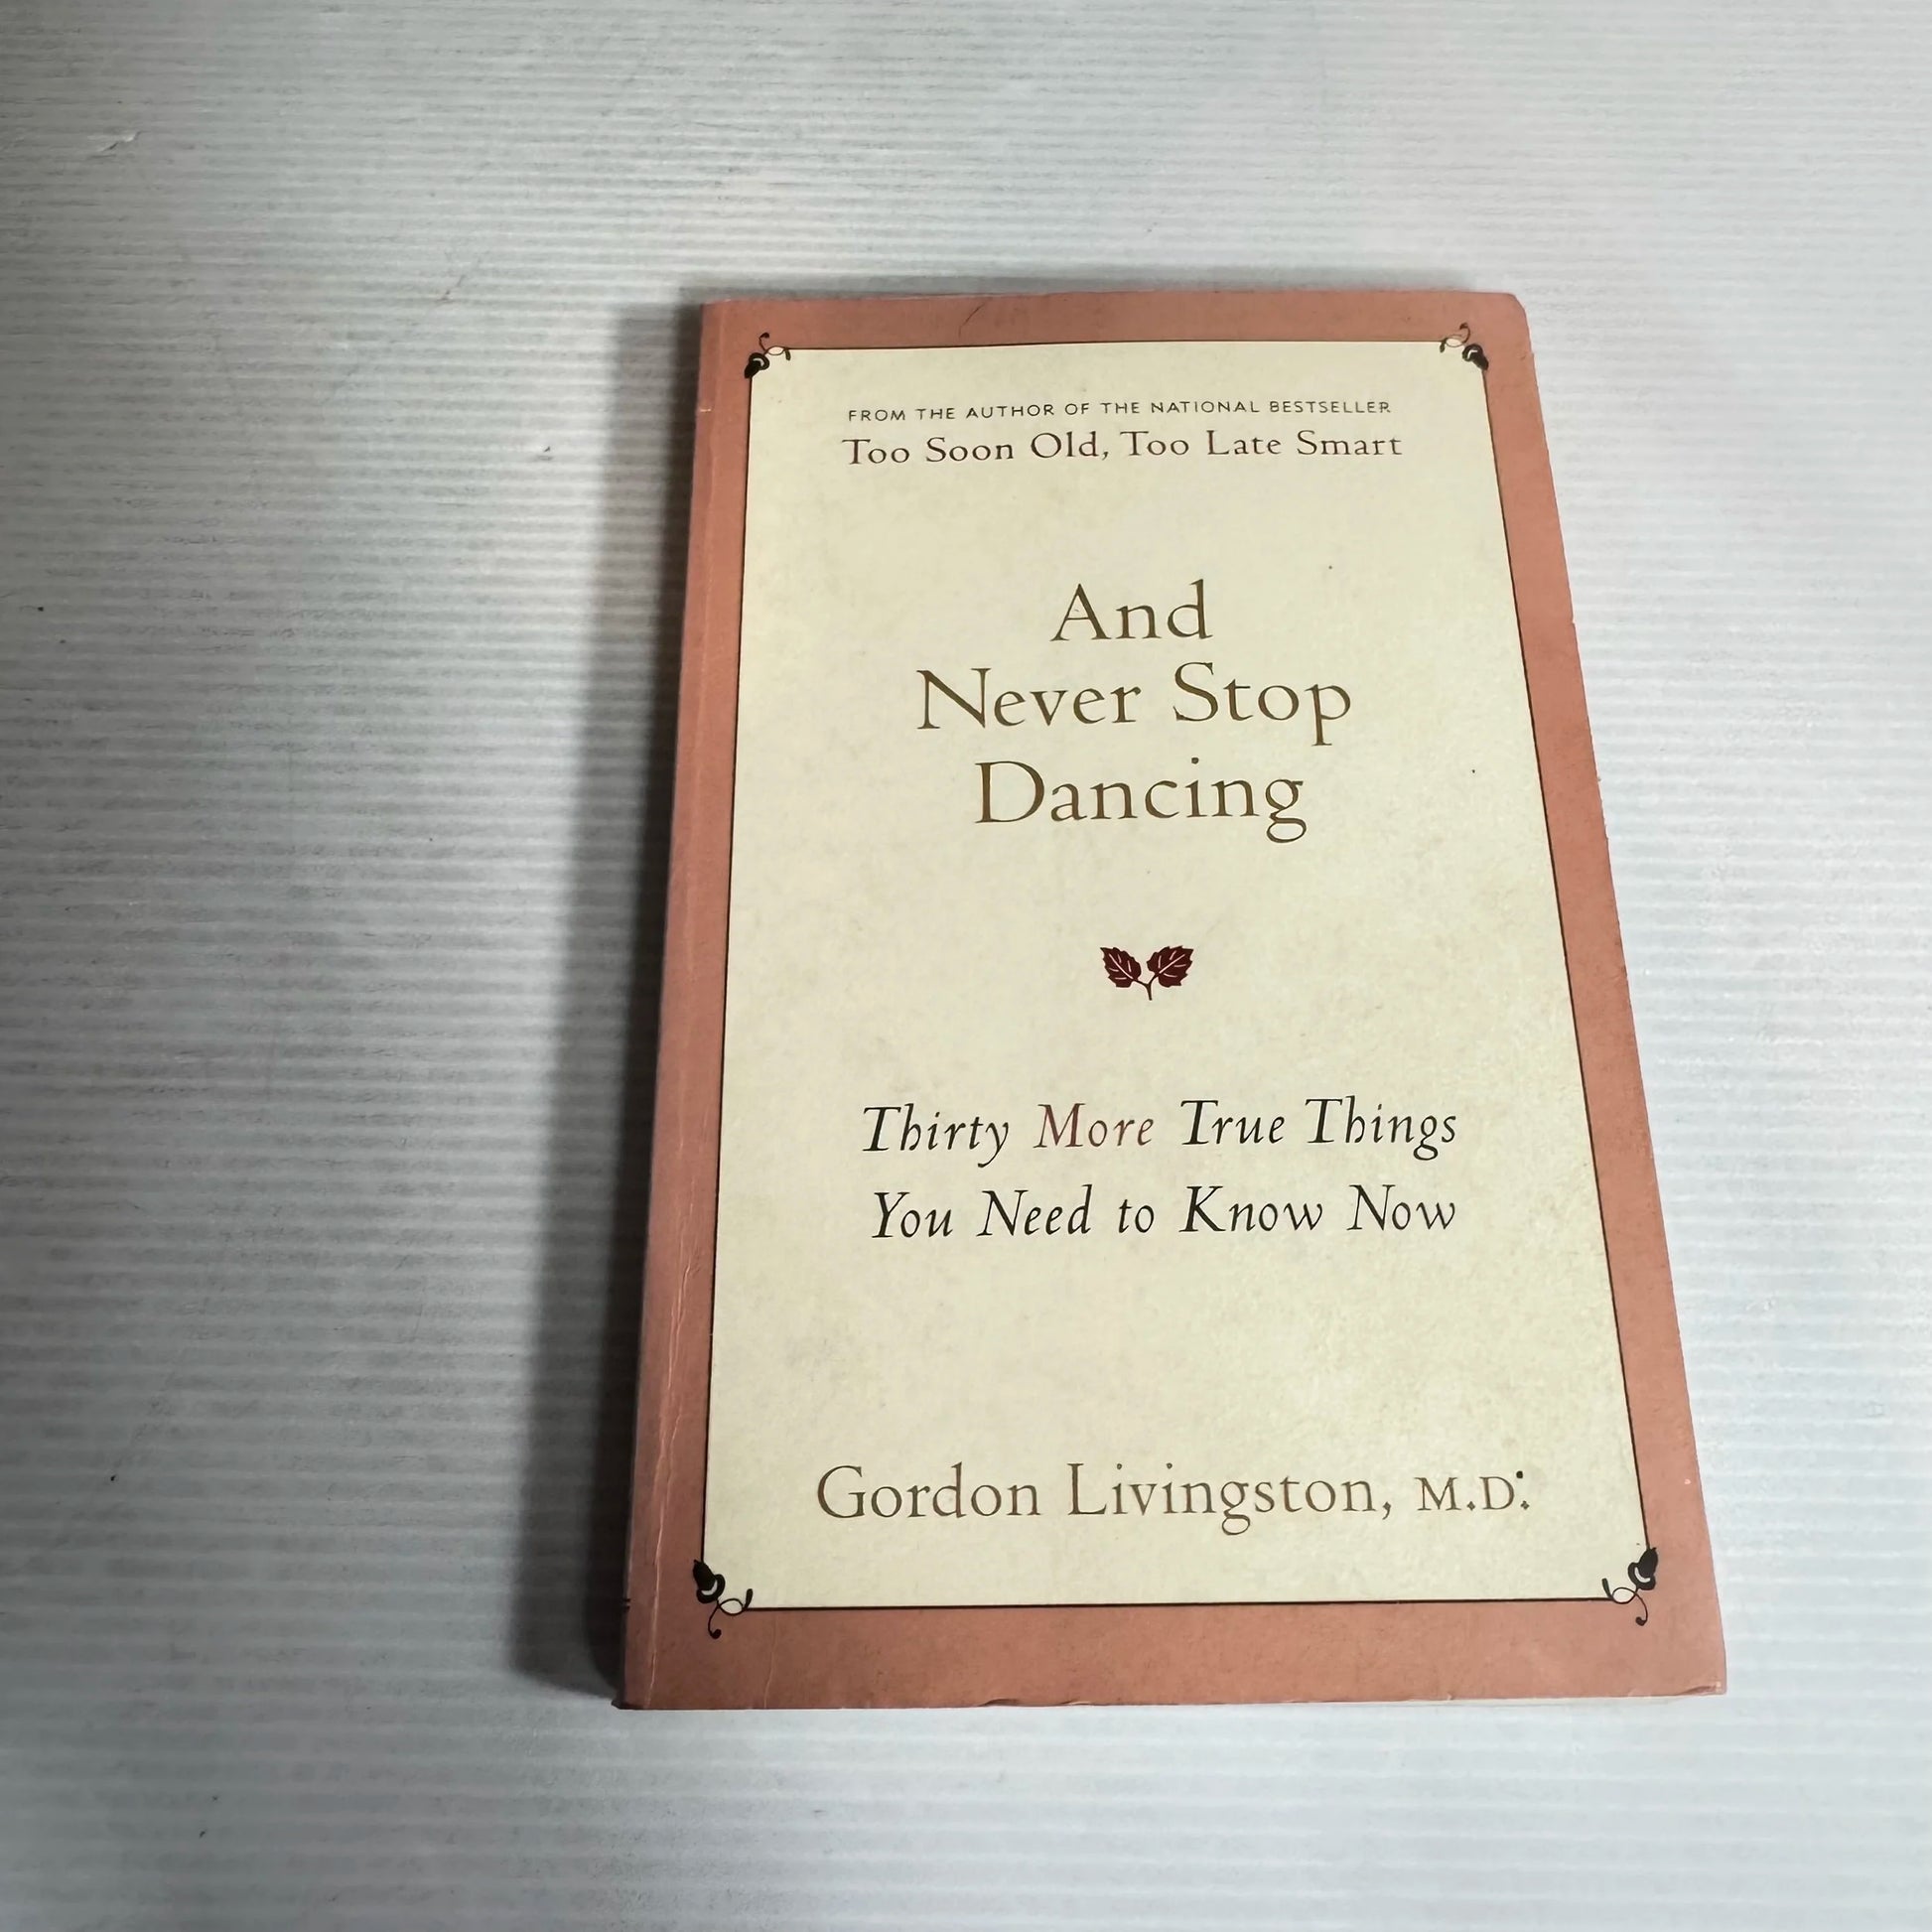 FROM THE AUTHOR OF THE NATIONAL BESTSELLER
Too Soon Old, Too Late Smart
And
Never Stop
Dancing
Thirty More True Things
You Need to Know Now
Gordon Livingston, M.D.